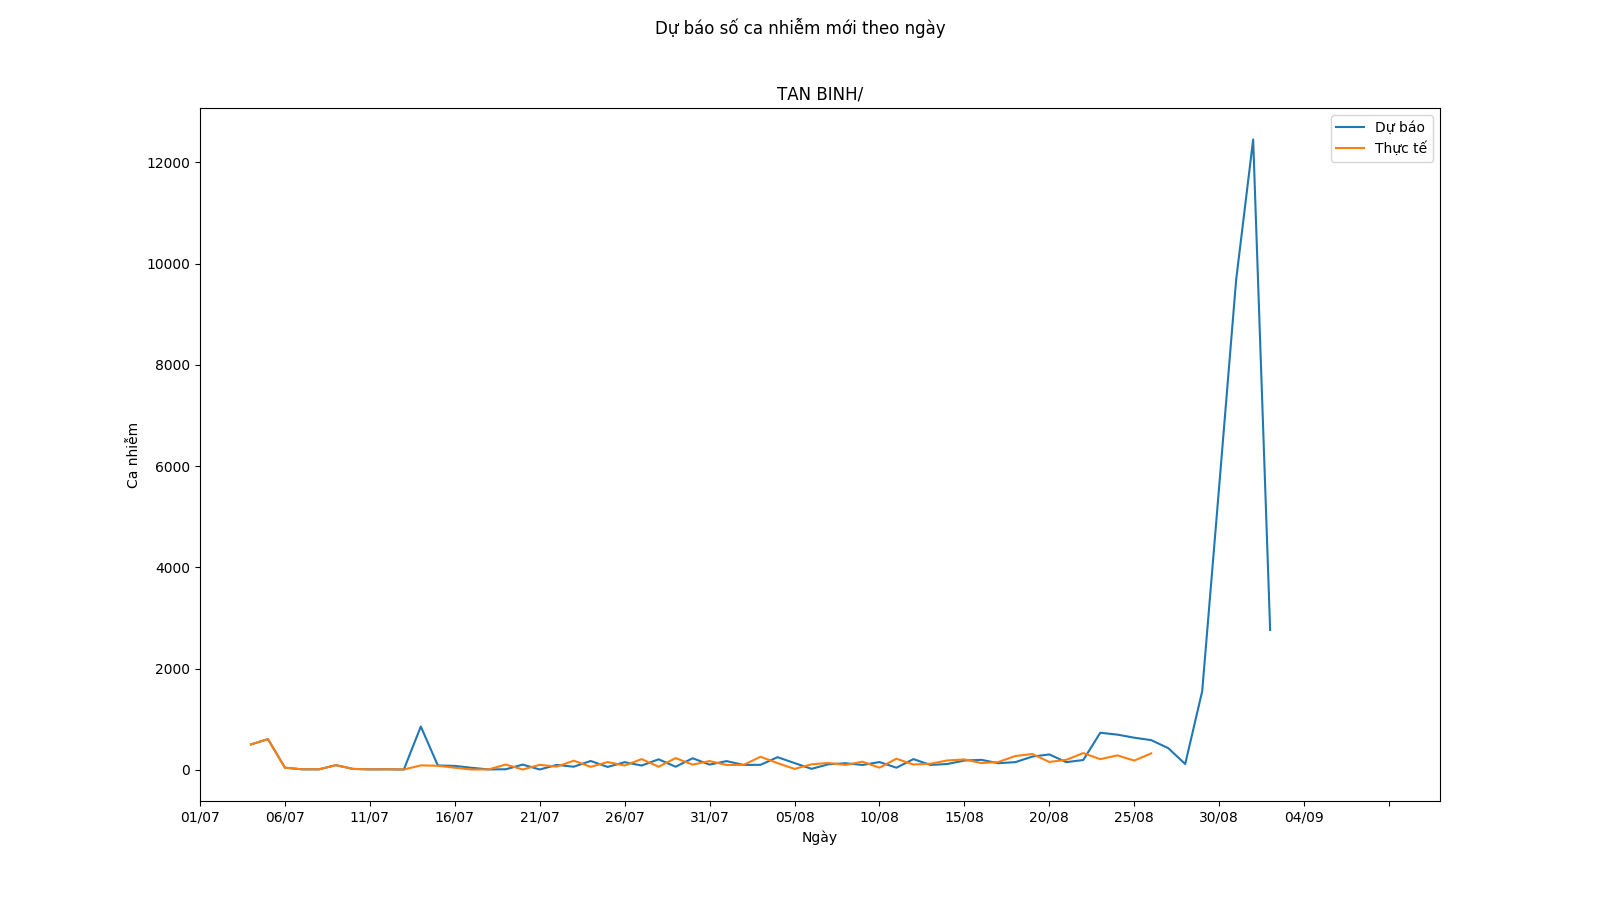 Dự báo số ca nhiễm mới theo ngày
TAN BINH/
Dự báo
Thực tế
12000
10000
8000
6000
4000
2000
0
Ca nhiễm
01/07 06/07 11/07 16/07 21/07 26/07 31/07 05/08 10/08 15/08 20/08 25/08 30/08 04/09
Ngày